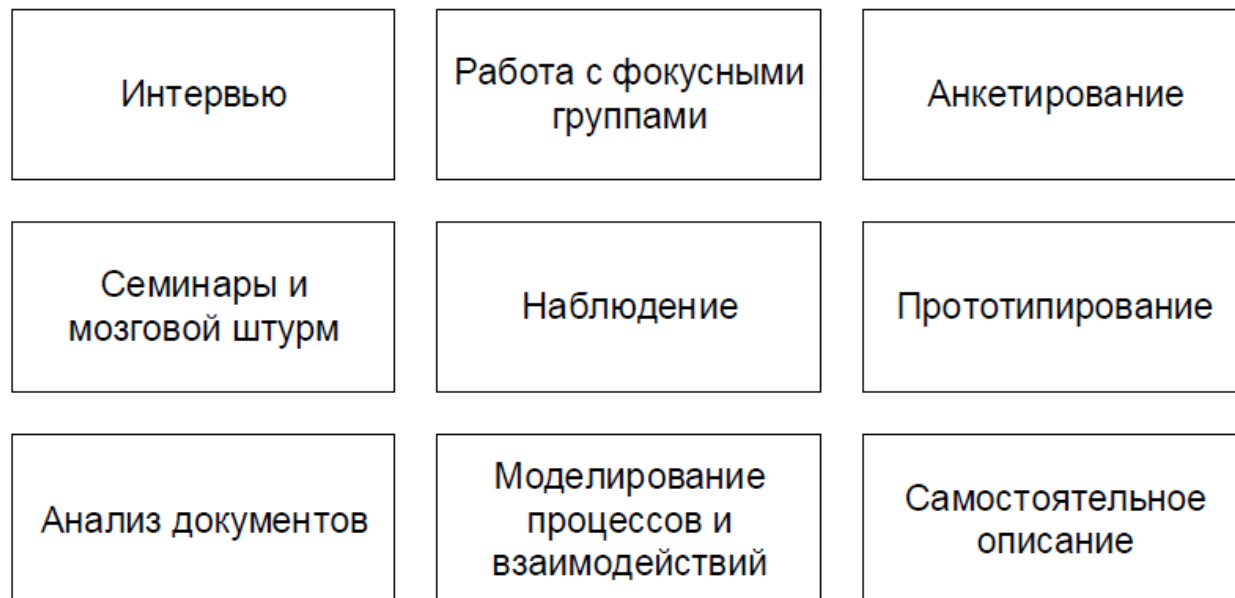 Интервью
Работа с фокусными
группами
Анкетирование
Семинары и
мозговой штурм
Наблюдение
Прототипирование
Анализ документов
Моделирование
процессов и
взаимодействий
Самостоятельное
описание